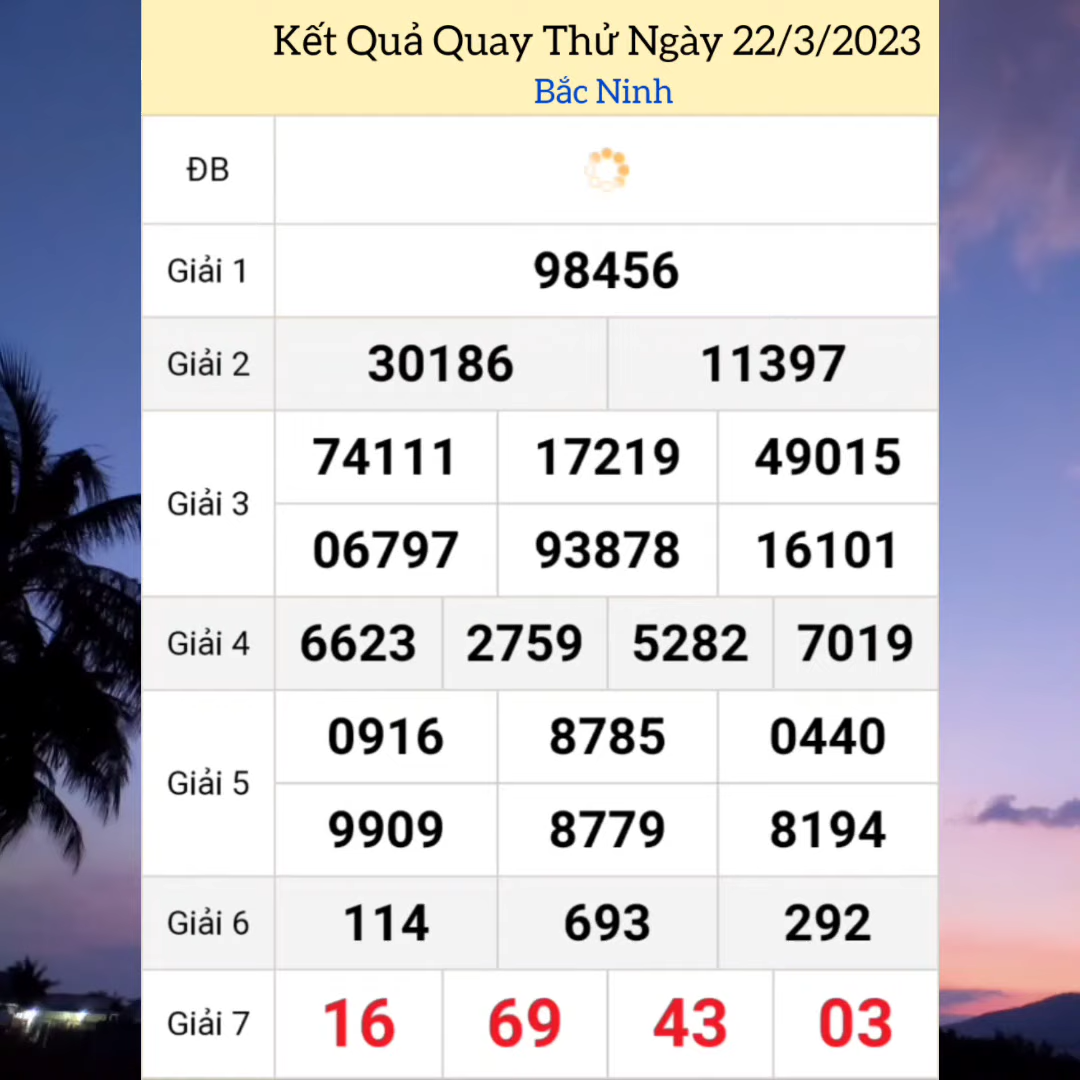 Kết Quả Quay Thử Ngày 22/3/2023
Bắc Ninh
ĐB
Giải 1
98456
Giải 2
30186 11397
Giải 3
74111 17219 49015
06797 93878 16101
Giải 4
6623 2759 5282 7019
Giải 5
0916 8785 0440
9909 8779 8194
Giải 6
114 693 292
Giải 7
16 69 43 03